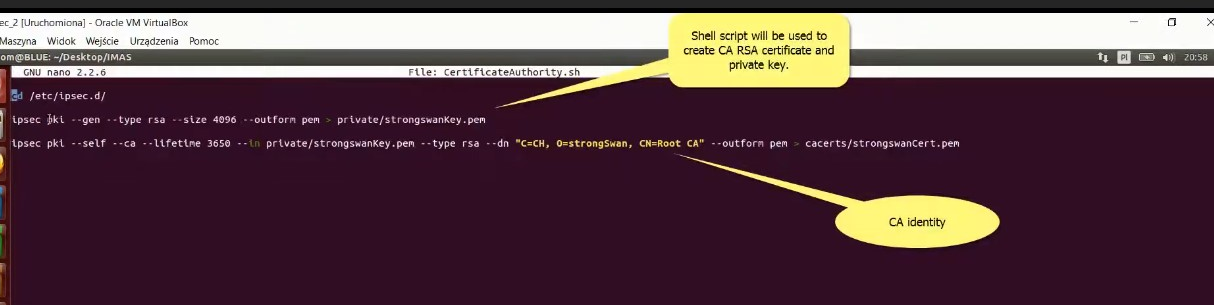 ec_2 [Uruchomiona] - Oracle VM VirtualBox
Maszyna Widok Wejście Urządzenia Pomoc
om@BLUE: ~/Desktop/IMAS
Pl
20:58
GNU nano 2.2.6 File: CertificateAuthority.sh
cd /etc/ipsec.d/
ipsec pki --gen --type rsa --size 4096 --outform pem > private/strongswanKey.pem
ipsec pki --self --ca --lifetime 3650 --in private/strongswanKey.pem --type rsa --dn "C=CH, O=strongSwan, CN=Root CA" --outform pem > cacerts/strongswanCert.pem
Shell script will be used to
create CA RSA certificate and
private key.
CA identity